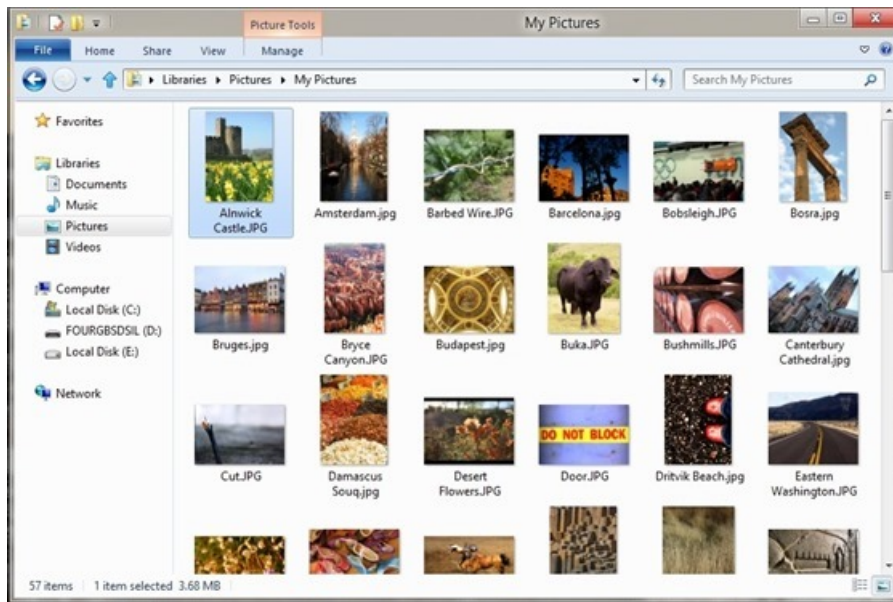 Picture Tools
My Pictures
File Home Share View Manage
Libraries Pictures My Pictures
Search My Pictures
Favorites
Libraries
Documents
Music
Pictures
Videos
Computer
Local Disk (C:)
FOURGBSDSIL (D:)
Local Disk (E:)
Network
Alnwick
Castle.JPG
Amsterdam.jpg
Barbed Wire.JPG
Barcelona.jpg
Bobsleigh.JPG
Bosra.jpg
Bruges.jpg
Bryce
Canyon.JPG
Budapest.jpg
Buka.JPG
Bushmills.JPG
Canterbury
Cathedral.jpg
Cut.JPG
Damascus
Souq.jpg
Desert
Flowers.JPG
DO NOT BLOCK
Door.JPG
Dritvik Beach.jpg
Eastern
Washington.JPG
57 items 1 item selected 3.68 MB